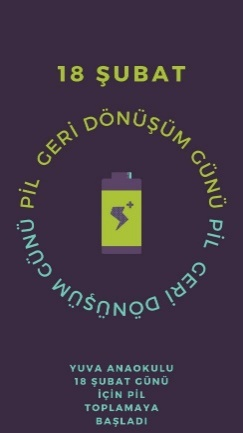 18 ŞUBAT
PİL GERİ DÖNÜŞÜM GÜNÜ
PİL GERİ DÖNÜŞÜM GÜNÜ
YUVA ANAOKULU
18 ŞUBAT GÜNÜ
İÇİN PİL
TOPLAMAYA
BAŞLADI